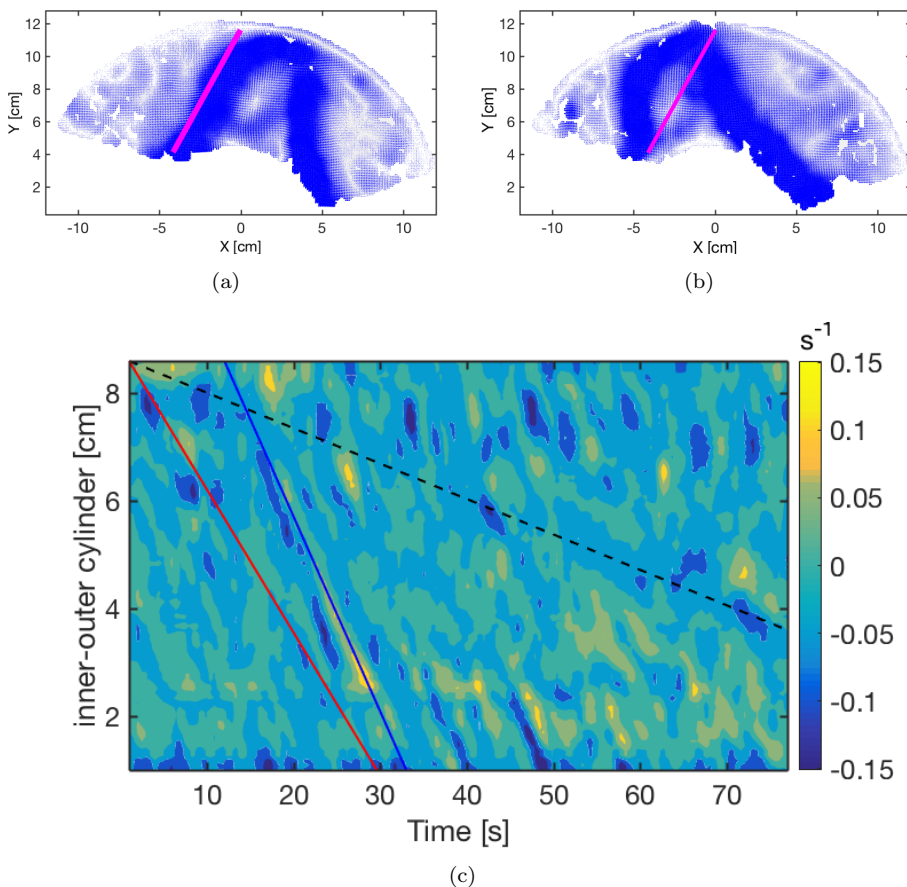 12
10
8
6
4
2
Y [cm]
-10 -5 0 5 10
X [cm]
(a)
12
10
8
6
4
2
Y [cm]
-10 -5 0 5 10
X [cm]
(b)
s⁻¹
8
6
4
2
inner-outer cylinder [cm]
10 20 30 40 50 60 70
Time [s]
0.15
0.1
0.05
0
-0.05
-0.1
-0.15
(c)